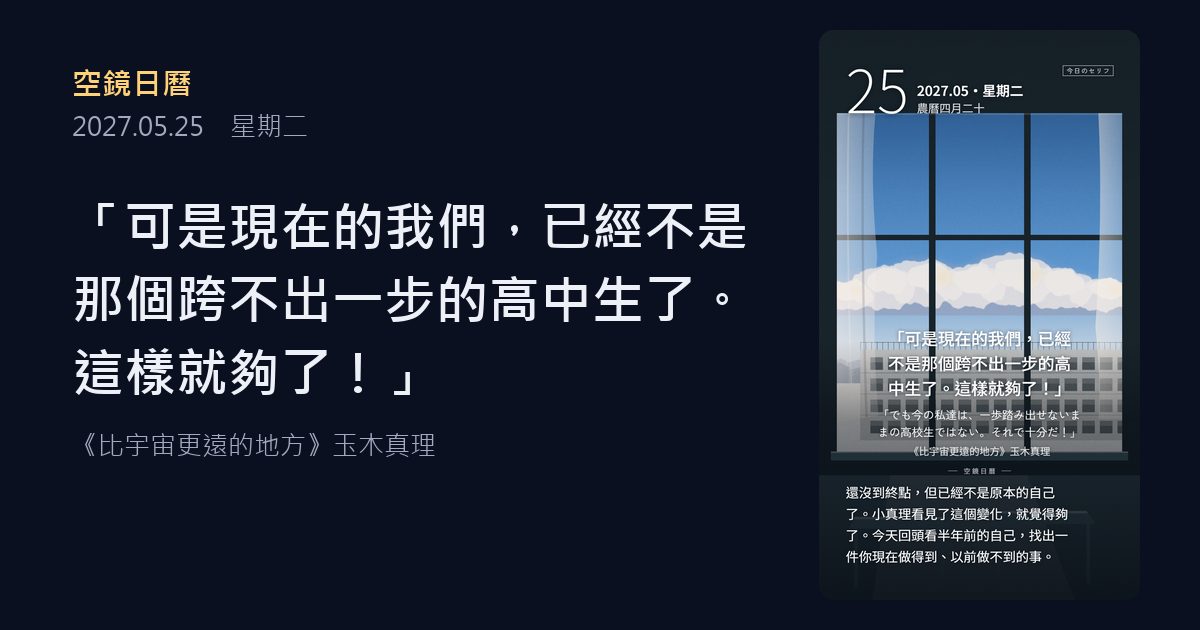 空鏡日曆
2027.05.25 星期二
「可是現在的我們，已經不是
那個跨不出一步的高中生了。
這樣就夠了！」
《比宇宙更遠的地方》玉木真理
今日のセリフ
25
2027.05・星期二
農曆四月二十
「可是現在的我們，已經
不是那個跨不出一步的高
中生了。這樣就夠了！」
「でも今の私達は、一歩踏み出せないま
まの高校生ではない。それで十分だ！」
《比宇宙更遠的地方》玉木真理
— 空鏡日曆 —
還沒到終點，但已經不是原本的自己
了。小真理看見了這個變化，就覺得夠
了。今天回頭看半年前的自己，找出一
件你現在做得到、以前做不到的事。